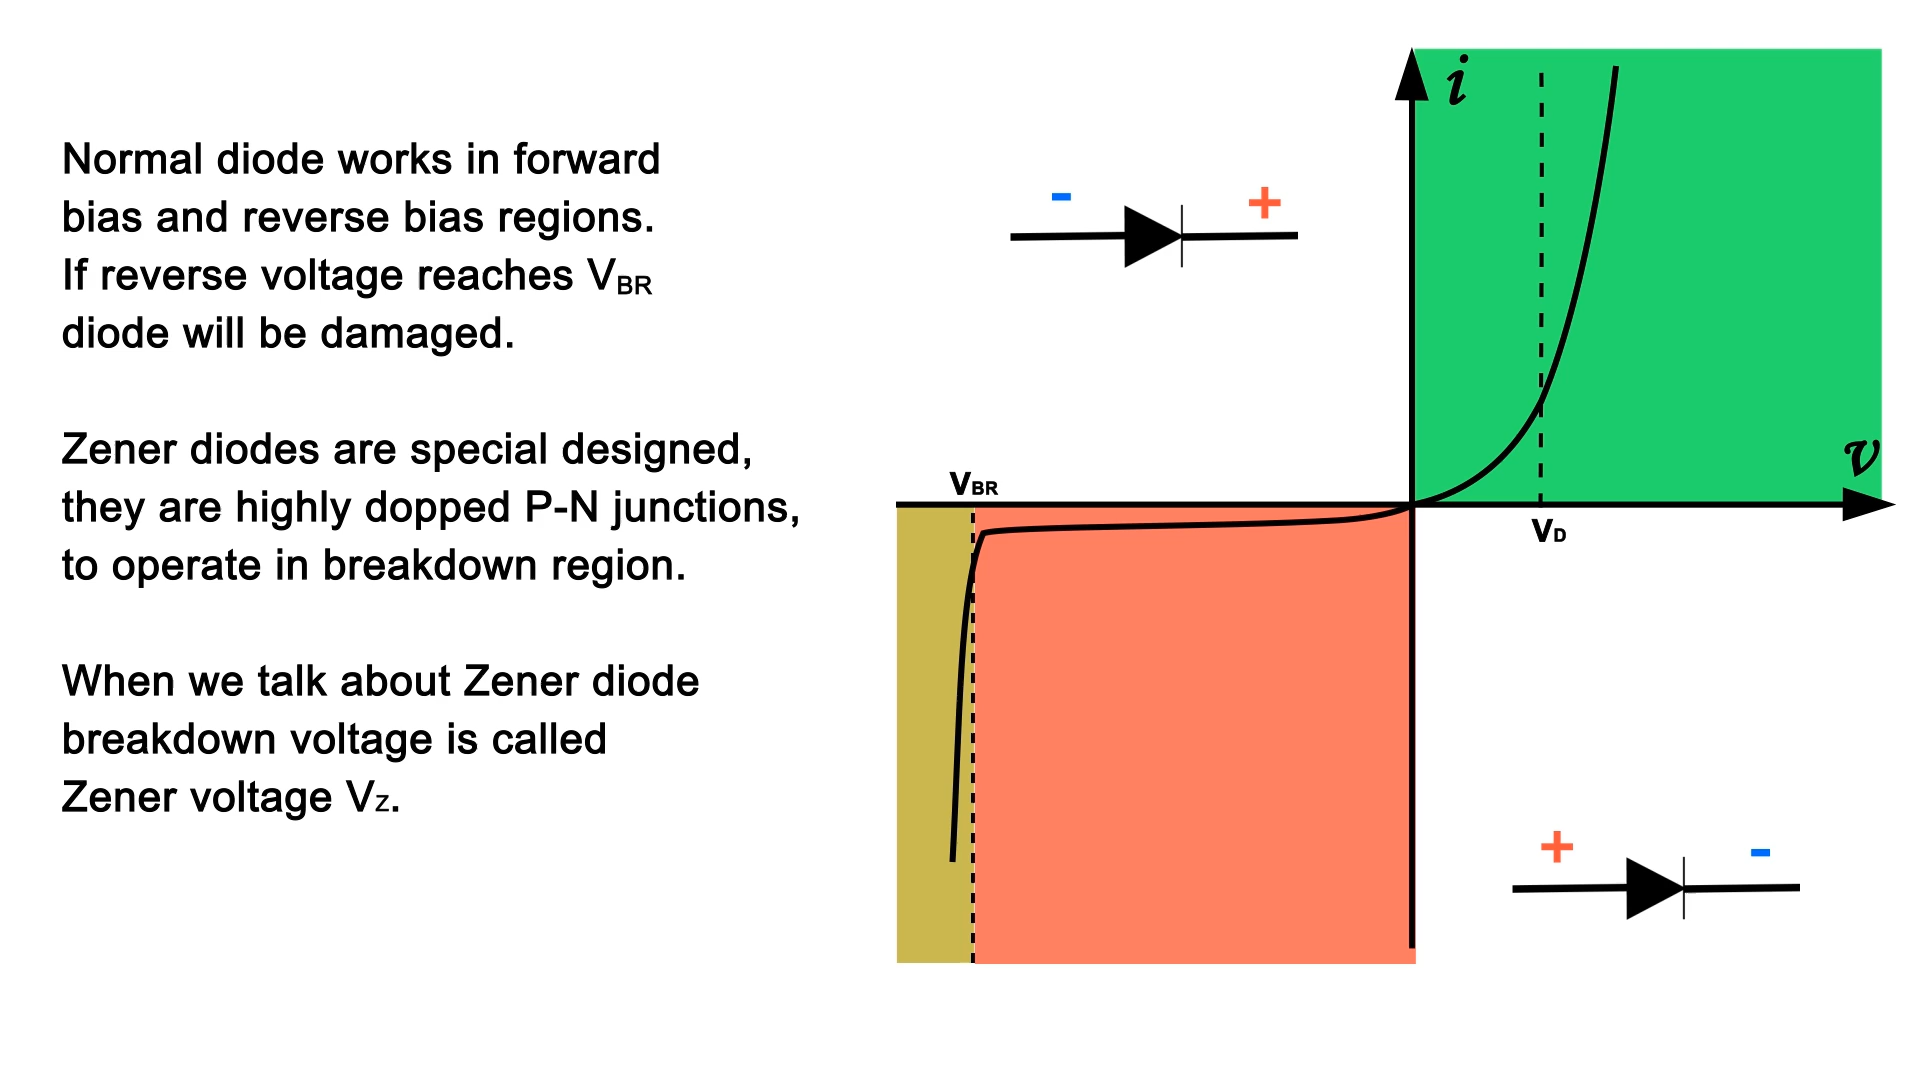 Normal diode works in forward
bias and reverse bias regions.
If reverse voltage reaches VBR
diode will be damaged.
Zener diodes are special designed,
they are highly dopped P-N junctions,
to operate in breakdown region.
When we talk about Zener diode
breakdown voltage is called
Zener voltage Vz.
i
- +
v
VBR
VD
+ -